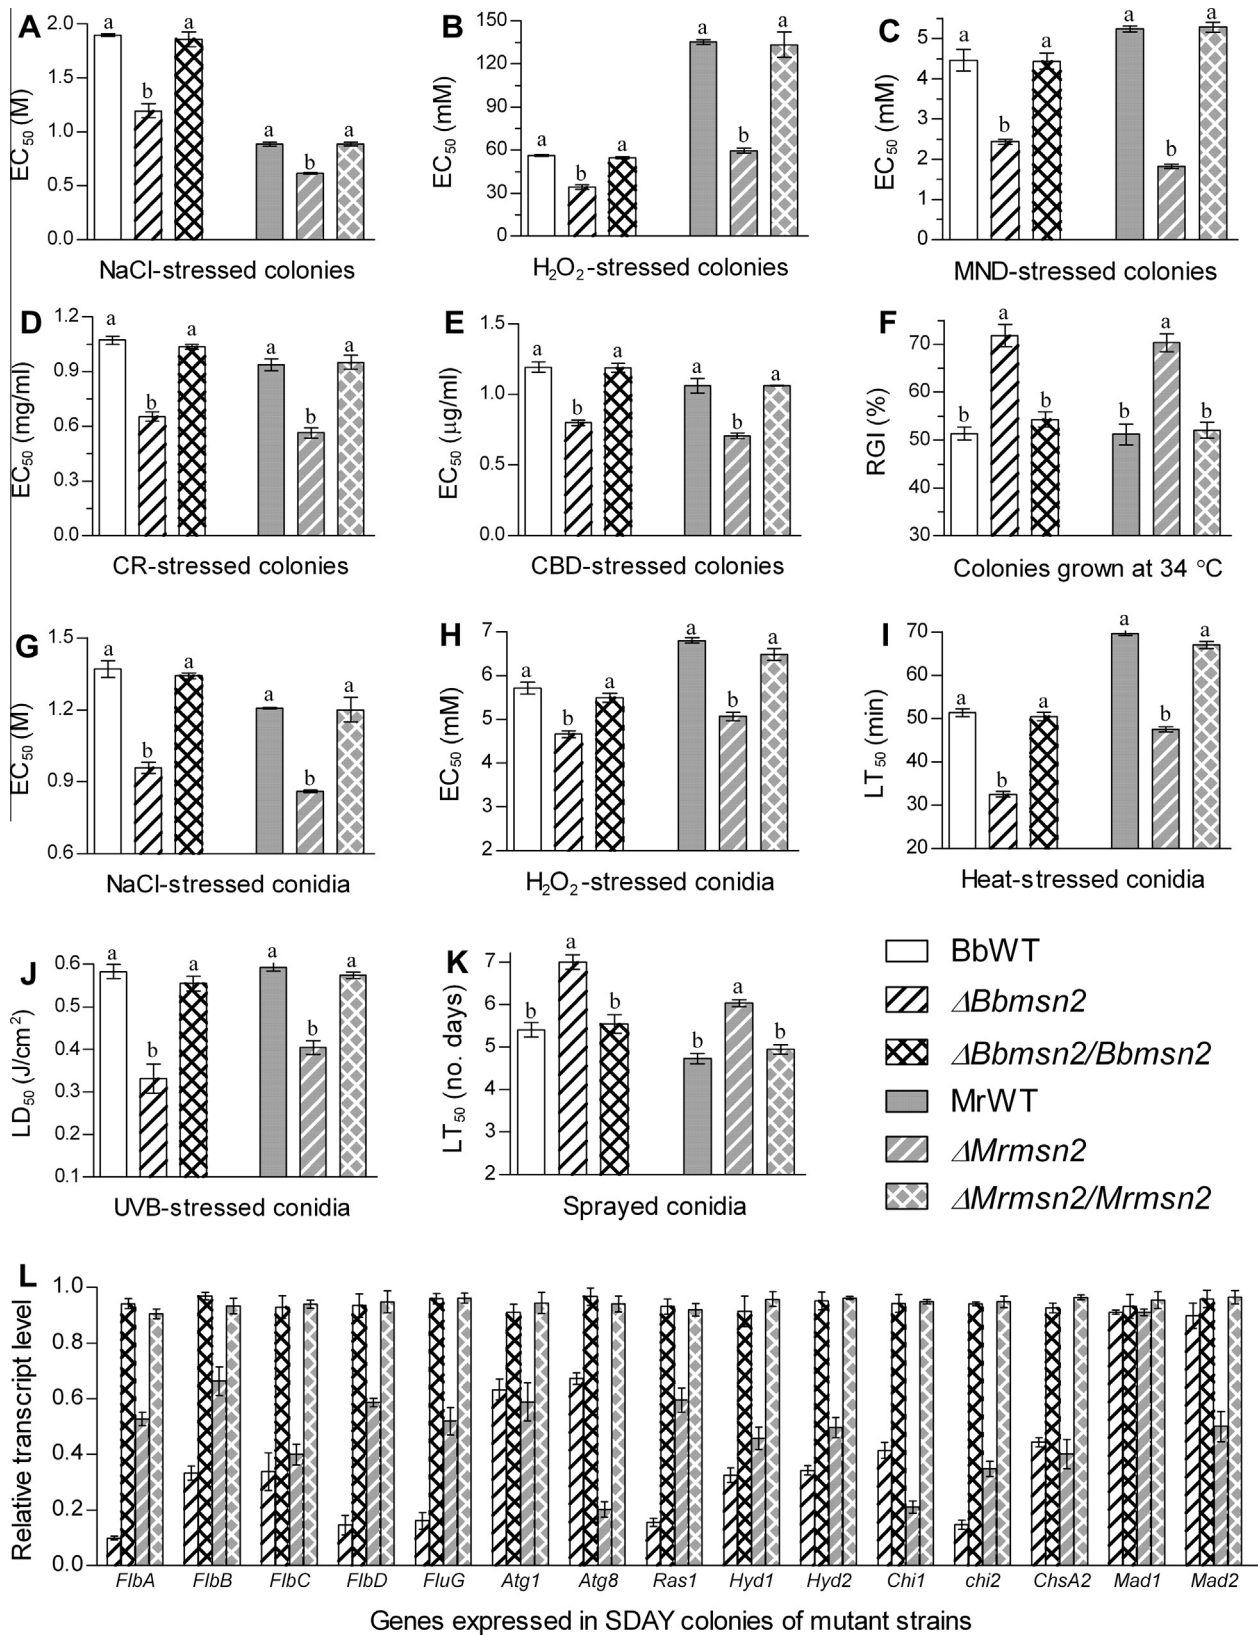 A
2.0
1.5
1.0
0.5
0.0
EC50 (M)
a
b
a
a
b
a
NaCl-stressed colonies
B
150
120
90
60
30
0
EC50 (mM)
a
b
a
a
b
a
H2O2-stressed colonies
C
5
4
3
2
1
0
EC50 (mM)
a
b
a
a
b
a
MND-stressed colonies
D
1.2
0.9
0.6
0.3
0.0
EC50 (mg/ml)
a
b
a
a
b
a
CR-stressed colonies
E
1.5
1.0
0.5
0.0
EC50 (µg/ml)
a
b
a
a
b
a
CBD-stressed colonies
F
70
60
50
40
30
RGI (%)
b
a
b
b
a
b
Colonies grown at 34 °C
G
1.5
1.2
0.9
0.6
EC50 (M)
a
b
a
a
b
a
NaCl-stressed conidia
H
7
6
5
4
3
2
EC50 (mM)
a
b
a
a
b
a
H2O2-stressed conidia
I
70
60
50
40
30
20
LT50 (min)
a
b
a
a
b
a
Heat-stressed conidia
J
0.6
0.5
0.4
0.3
0.2
0.1
LD50 (J/cm2)
a
b
a
a
b
a
UVB-stressed conidia
K
7
6
5
4
3
2
LT50 (no. days)
b
a
b
b
a
b
Sprayed conidia
BbWT
ΔBbmsn2
ΔBbmsn2/Bbmsn2
MrWT
ΔMrmsn2
ΔMrmsn2/Mrmsn2
L
1.0
0.8
0.6
0.4
0.2
0.0
Relative transcript level
FlbA FlbB FlbC FlbD FluG Atg1 Atg8 Ras1 Hyd1 Hyd2 Chi1 chi2 ChsA2 Mad1 Mad2
Genes expressed in SDAY colonies of mutant strains